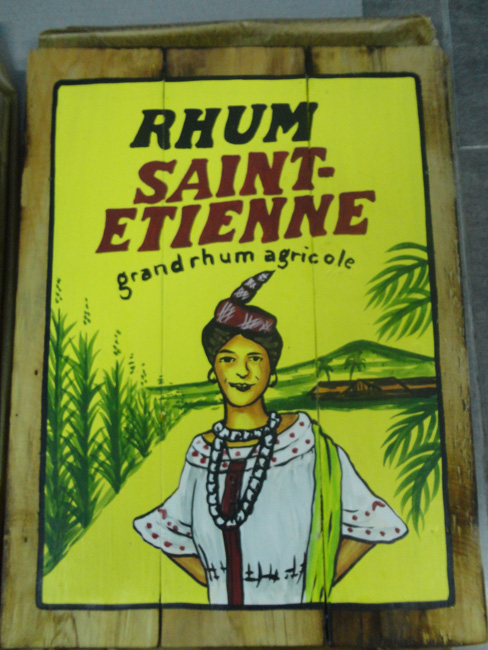 RHUM
SAINT-
ETIENNE
grand rhum agricole